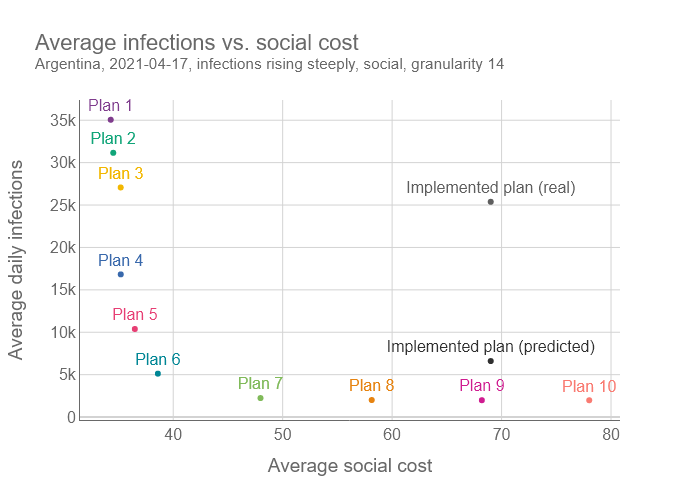 Average infections vs. social cost
Argentina, 2021-04-17, infections rising steeply, social, granularity 14
Plan 1
35k
Plan 2
30k
Plan 3
Implemented plan (real)
25k
20k
Plan 4
15k
Plan 5
10k
Implemented plan (predicted)
Plan 6
5k
Plan 7
Plan 8
Plan 9
Plan 10
0
40
50
60
70
80
Average daily infections
Average social cost